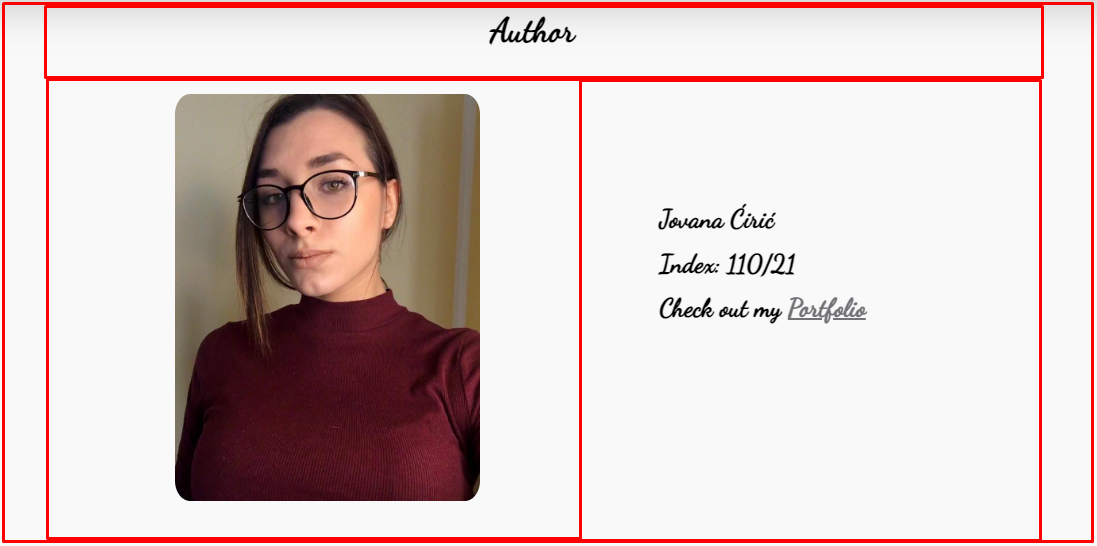 Author
Jovana Ćirić
Index: 110/21
Check out my Portfolio